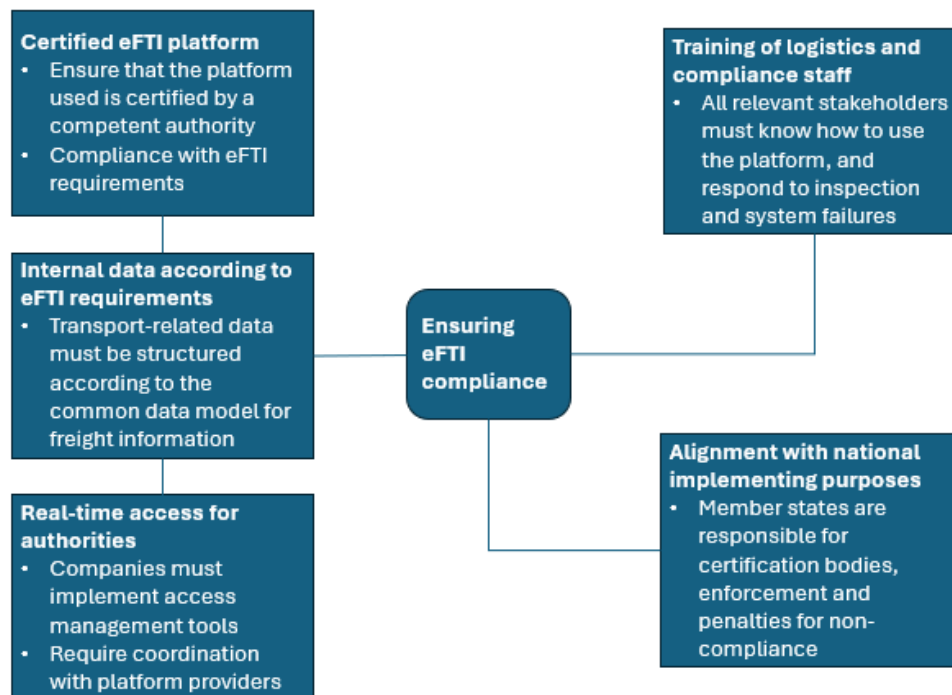 Certified eFTI platform
• Ensure that the platform
used is certified by a
competent authority
• Compliance with eFTI
requirements
Internal data according to
eFTI requirements
• Transport-related data
must be structured
according to the
common data model for
freight information
Real-time access for
authorities
• Companies must
implement access
management tools
• Require coordination
with platform providers
Ensuring
eFTI
compliance
Training of logistics and
compliance staff
• All relevant stakeholders
must know how to use
the platform, and
respond to inspection
and system failures
Alignment with national
implementing purposes
• Member states are
responsible for
certification bodies,
enforcement and
penalties for non-
compliance